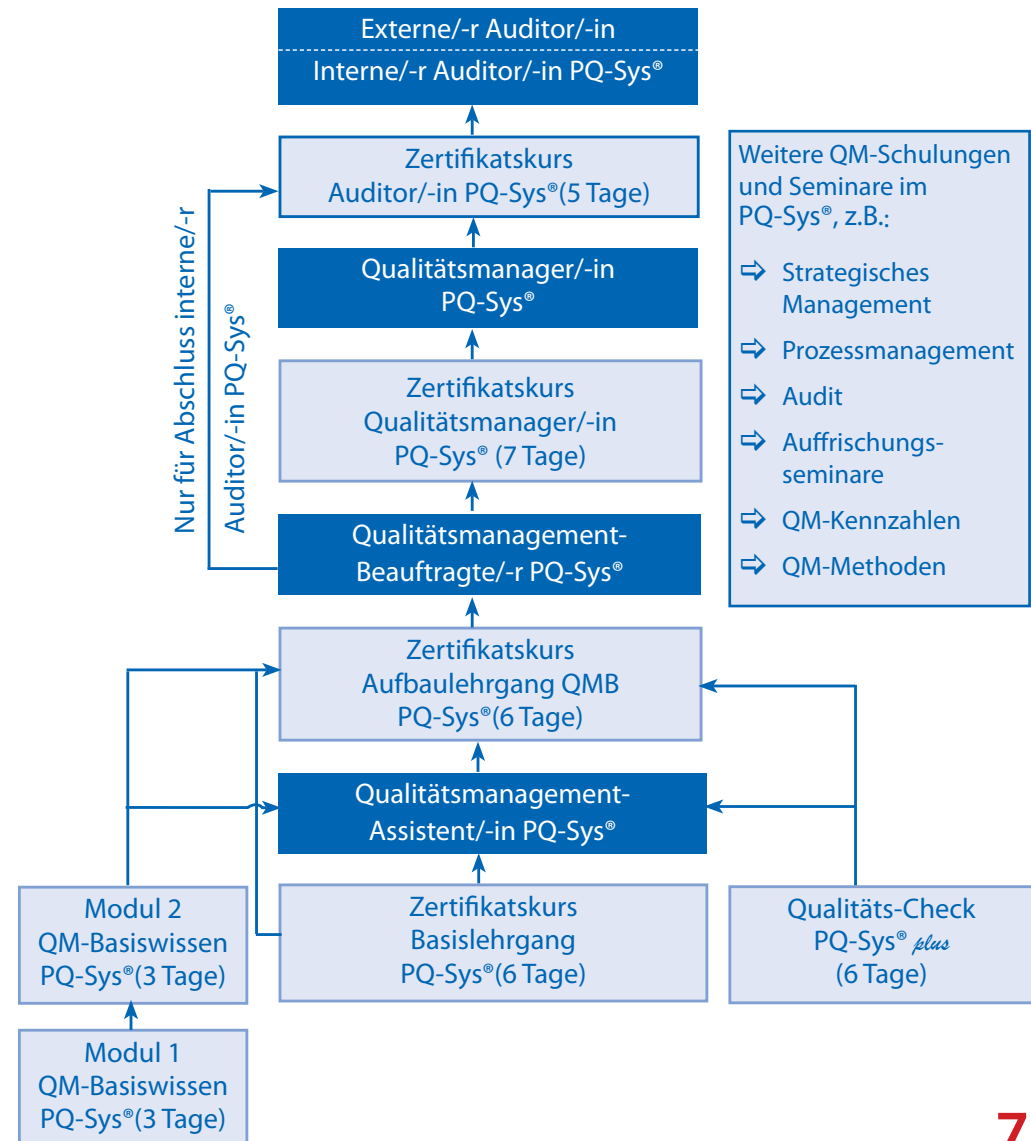 Externe/-r Auditor/-in
Interne/-r Auditor/-in PQ-Sys®
Zertifikatskurs
Auditor/-in PQ-Sys®(5 Tage)
Qualitätsmanager/-in
PQ-Sys®
Zertifikatskurs
Qualitätsmanager/-in
PQ-Sys® (7 Tage)
Nur für Abschluss interne/-r
Auditor/-in PQ-Sys®
Qualitätsmanagement-
Beauftragte/-r PQ-Sys®
Zertifikatskurs
Aufbaulehrgang QMB
PQ-Sys®(6 Tage)
Qualitätsmanagement-
Assistent/-in PQ-Sys®
Modul 2
QM-Basiswissen
PQ-Sys®(3 Tage)
Zertifikatskurs
Basislehrgang
PQ-Sys®(6 Tage)
Qualitäts-Check
PQ-Sys® plus
(6 Tage)
Modul 1
QM-Basiswissen
PQ-Sys®(3 Tage)
Weitere QM-Schulungen
und Seminare im
PQ-Sys®, z.B.:
⇨ Strategisches
Management
⇨ Prozessmanagement
⇨ Audit
⇨ Auffrischungs-
seminare
⇨ QM-Kennzahlen
⇨ QM-Methoden
7